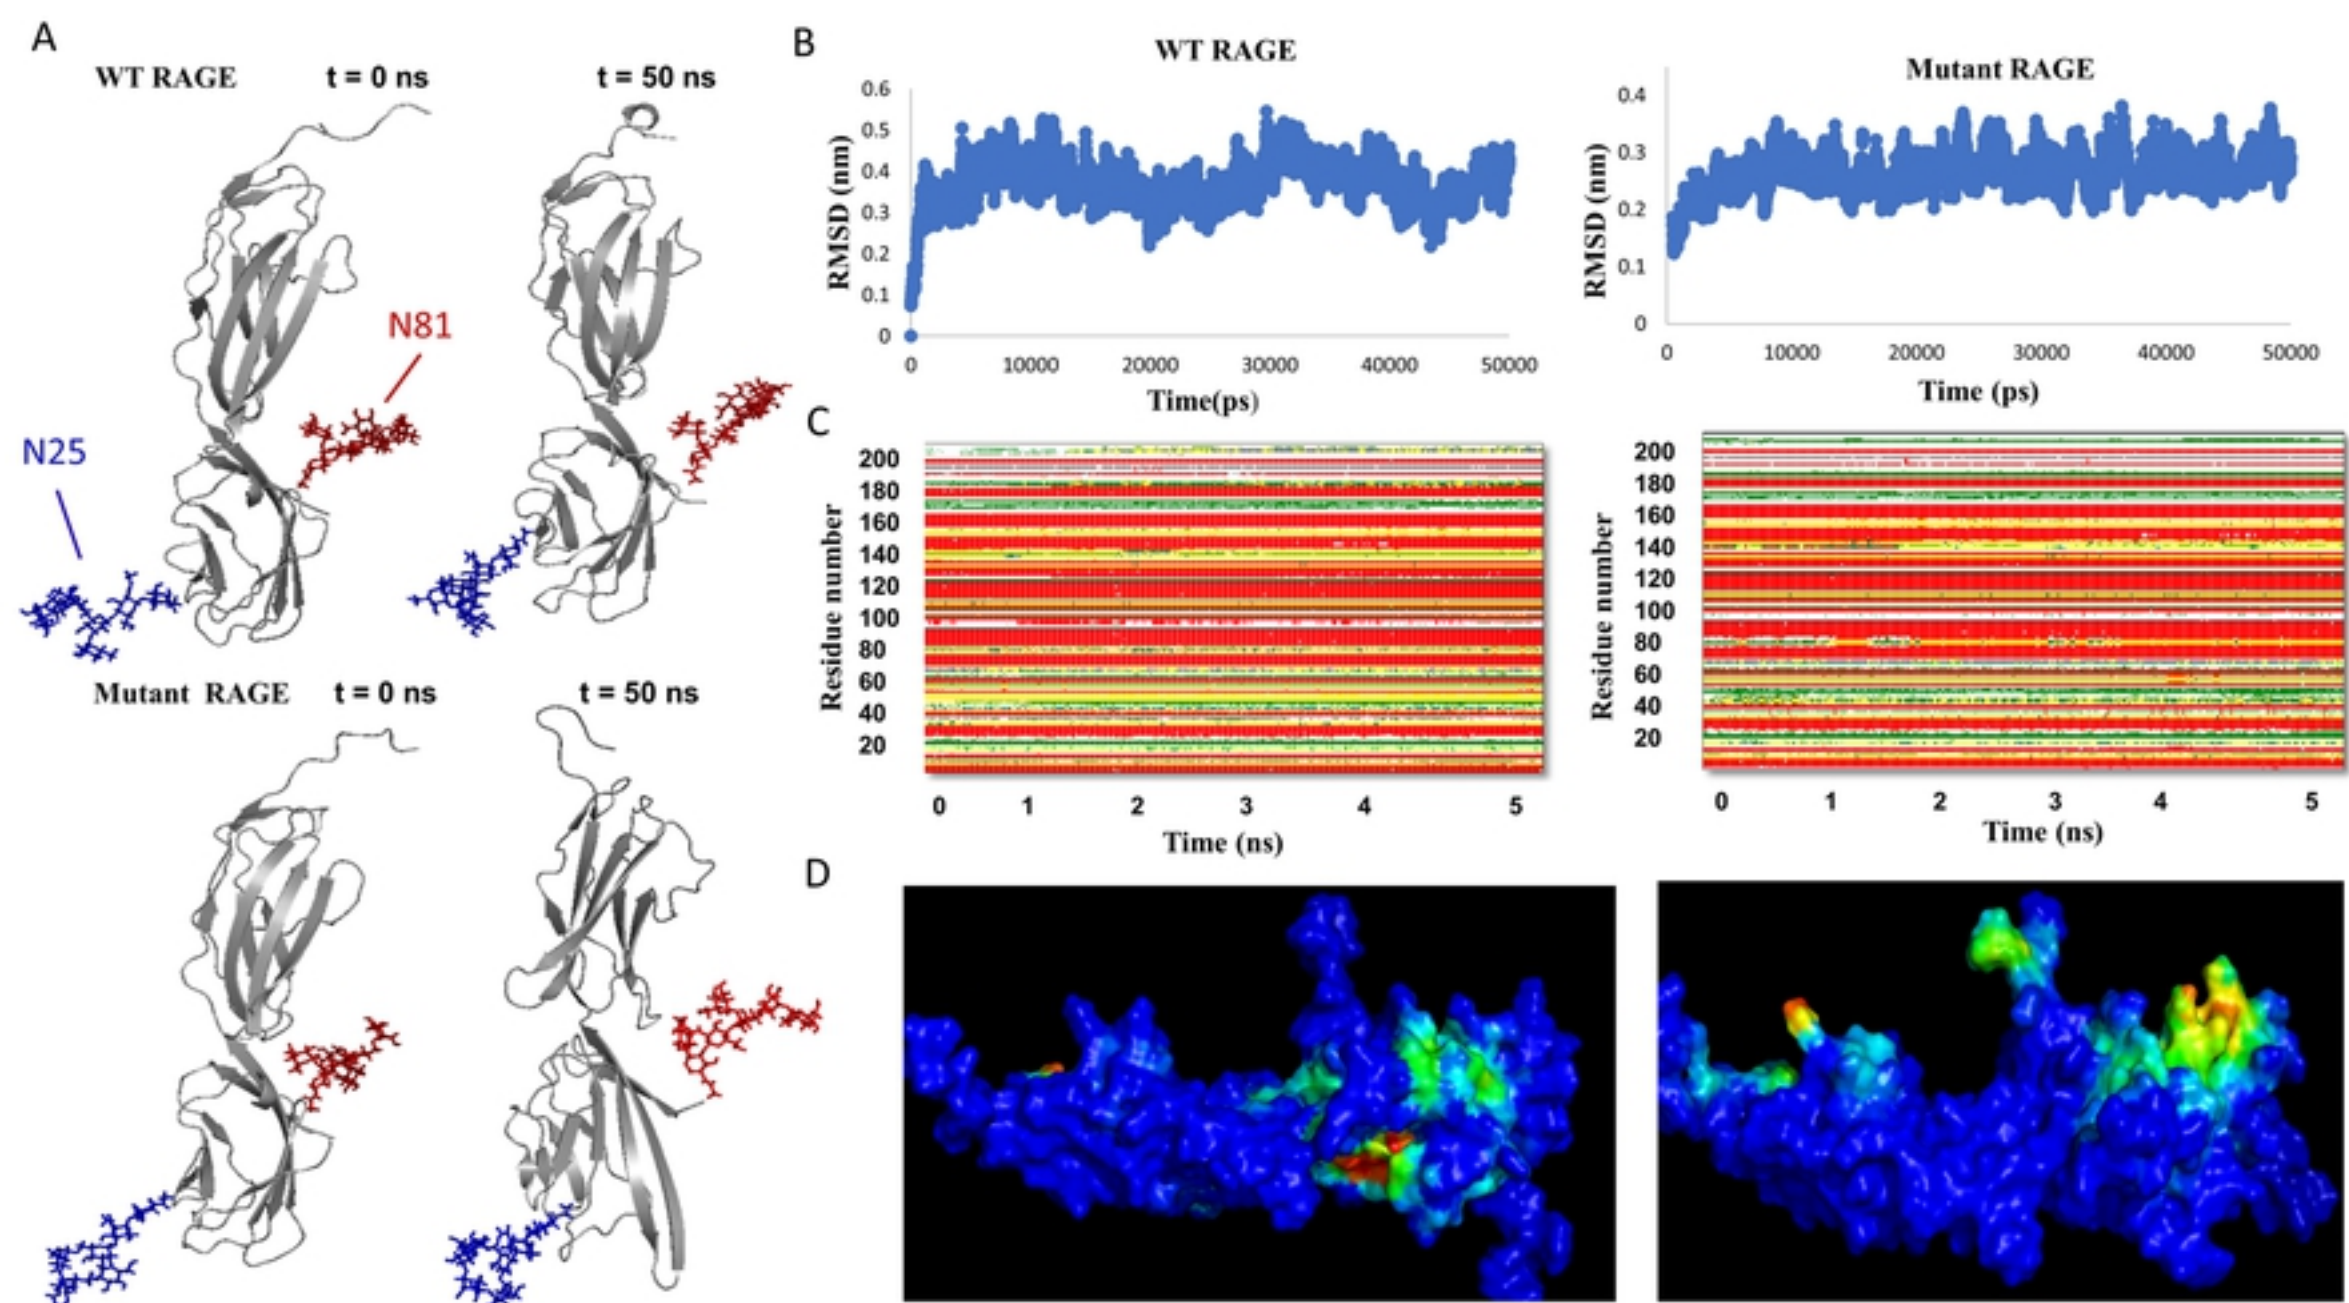 A
WT RAGE
t = 0 ns
t = 50 ns
N81
N25
Mutant RAGE
t = 0 ns
t = 50 ns
B
WT RAGE
RMSD (nm)
0.6
0.5
0.4
0.3
0.2
0.1
0
0 10000 20000 30000 40000 50000
Time(ps)
Mutant RAGE
RMSD (nm)
0.4
0.3
0.2
0.1
0
0 10000 20000 30000 40000 50000
Time (ps)
C
Residue number
200
180
160
140
120
100
80
60
40
20
0 1 2 3 4 5
Time (ns)
Residue number
200
180
160
140
120
100
80
60
40
20
0 1 2 3 4 5
Time (ns)
D